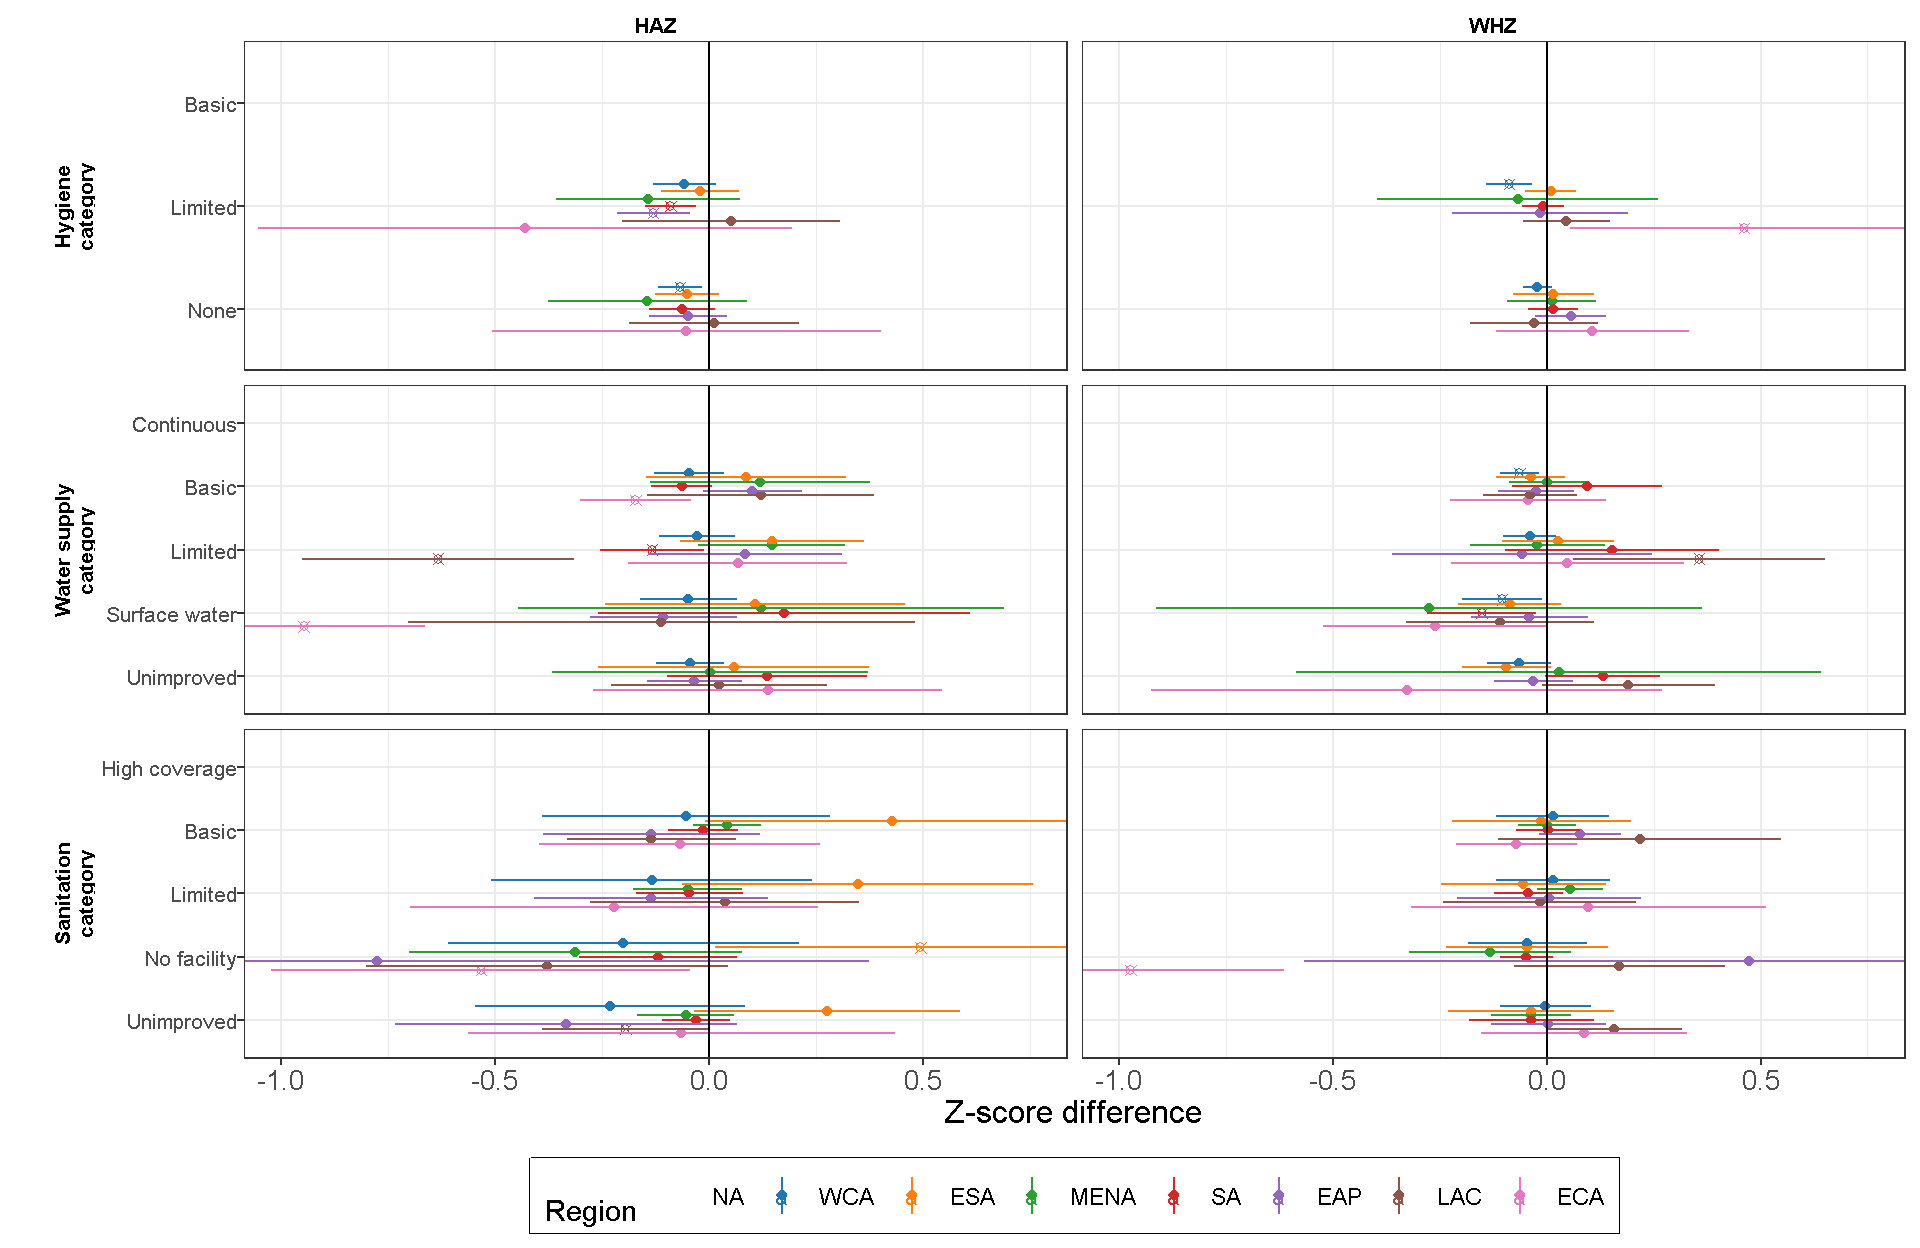 HAZ
WHZ
Hygiene
category
Basic
Limited
None
Water supply
category
Continuous
Basic
Limited
Surface water
Unimproved
Sanitation
category
High coverage
Basic
Limited
No facility
Unimproved
-1.0 -0.5 0.0 0.5
-1.0 -0.5 0.0 0.5
Z-score difference
Region NA WCA ESA MENA SA EAP LAC ECA